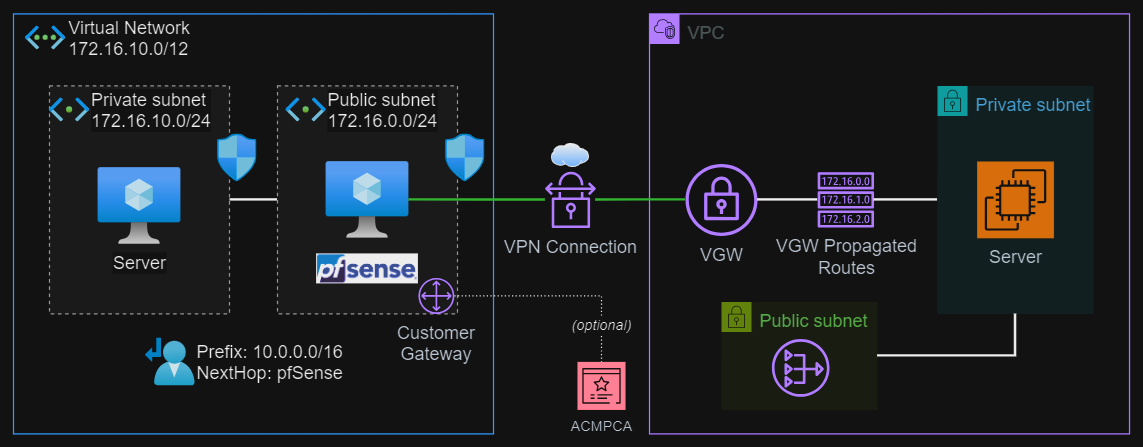 Virtual Network
172.16.10.0/12
Private subnet
172.16.10.0/24
Server
Public subnet
172.16.0.0/24
pfsense
Customer
Gateway
Prefix: 10.0.0.0/16
NextHop: pfSense
VPN Connection
(optional)
ACMPCA
VPC
VGW
172.16.0.0
172.16.1.0
172.16.2.0
VGW Propagated
Routes
Private subnet
Server
Public subnet